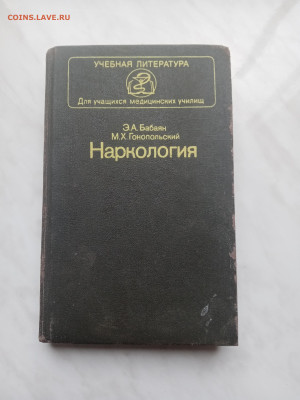 COINS.LAVE.RU
УЧЕБНАЯ ЛИТЕРАТУРА
Для учащихся медицинских училищ
Э.А.Бабаян
М.Х.Гонопольский
Наркология